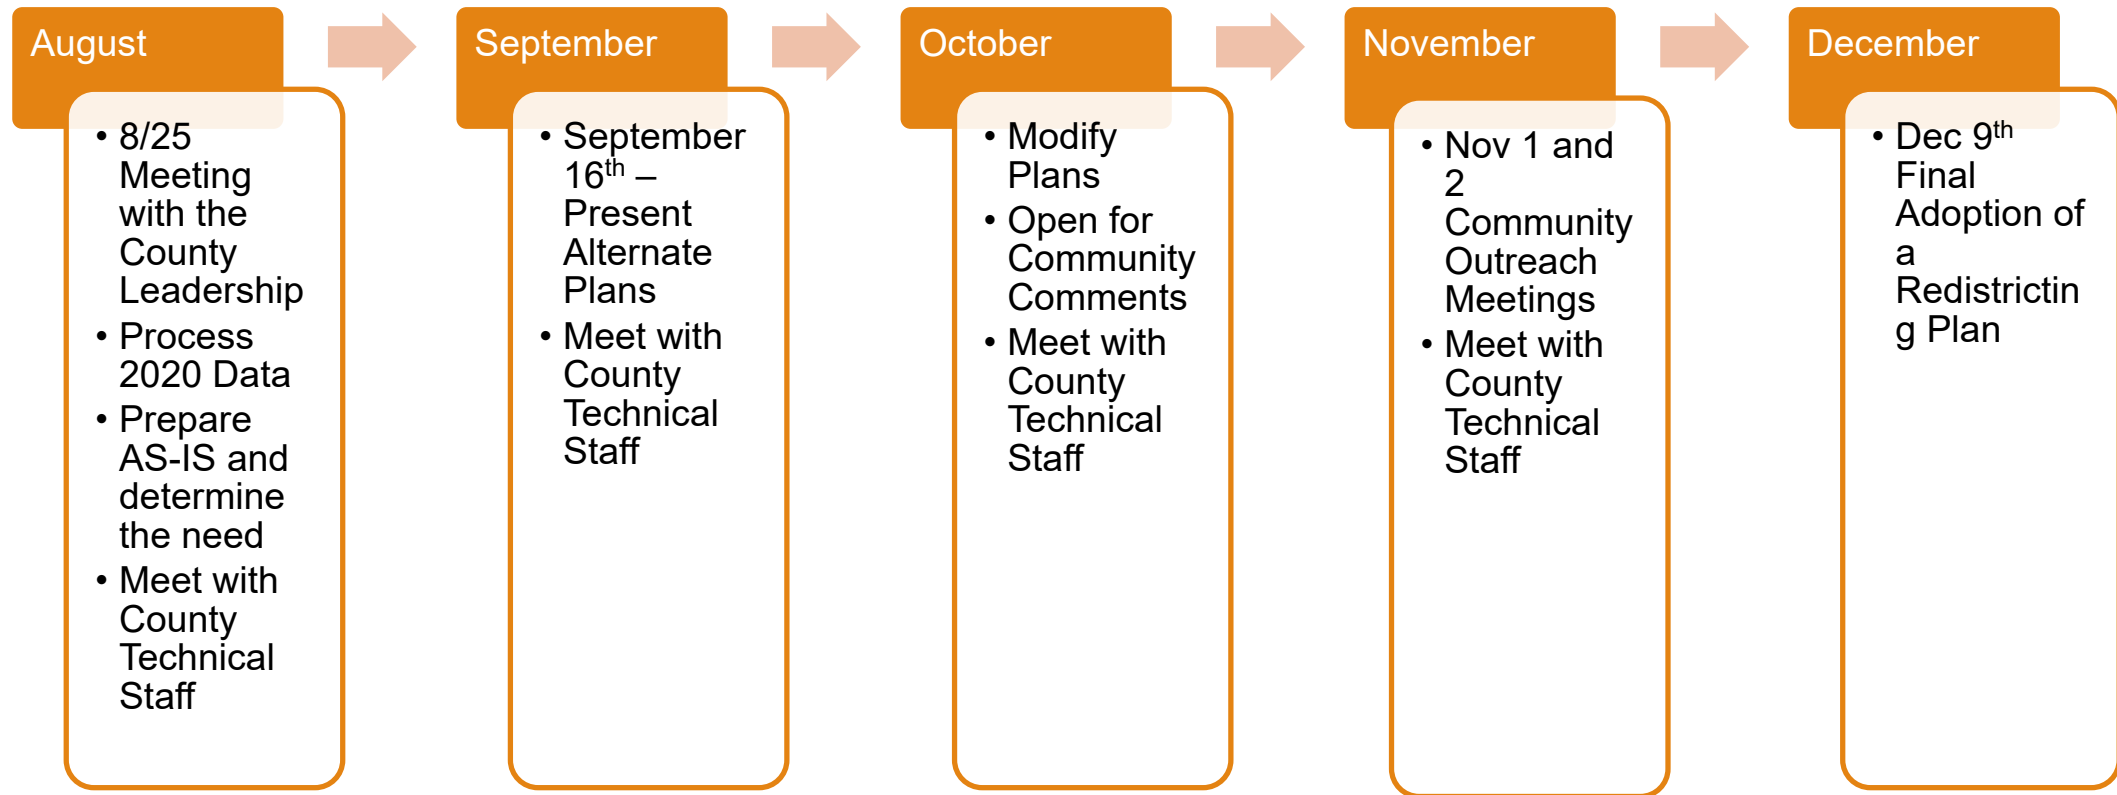 August
• 8/25
Meeting
with the
County
Leadership
• Process
2020 Data
• Prepare
AS-IS and
determine
the need
• Meet with
County
Technical
Staff
September
• September
16th –
Present
Alternate
Plans
• Meet with
County
Technical
Staff
October
• Modify
Plans
• Open for
Community
Comments
• Meet with
County
Technical
Staff
November
• Nov 1 and
2
Community
Outreach
Meetings
• Meet with
County
Technical
Staff
December
• Dec 9th
Final
Adoption of
a
Redistrictin
g Plan